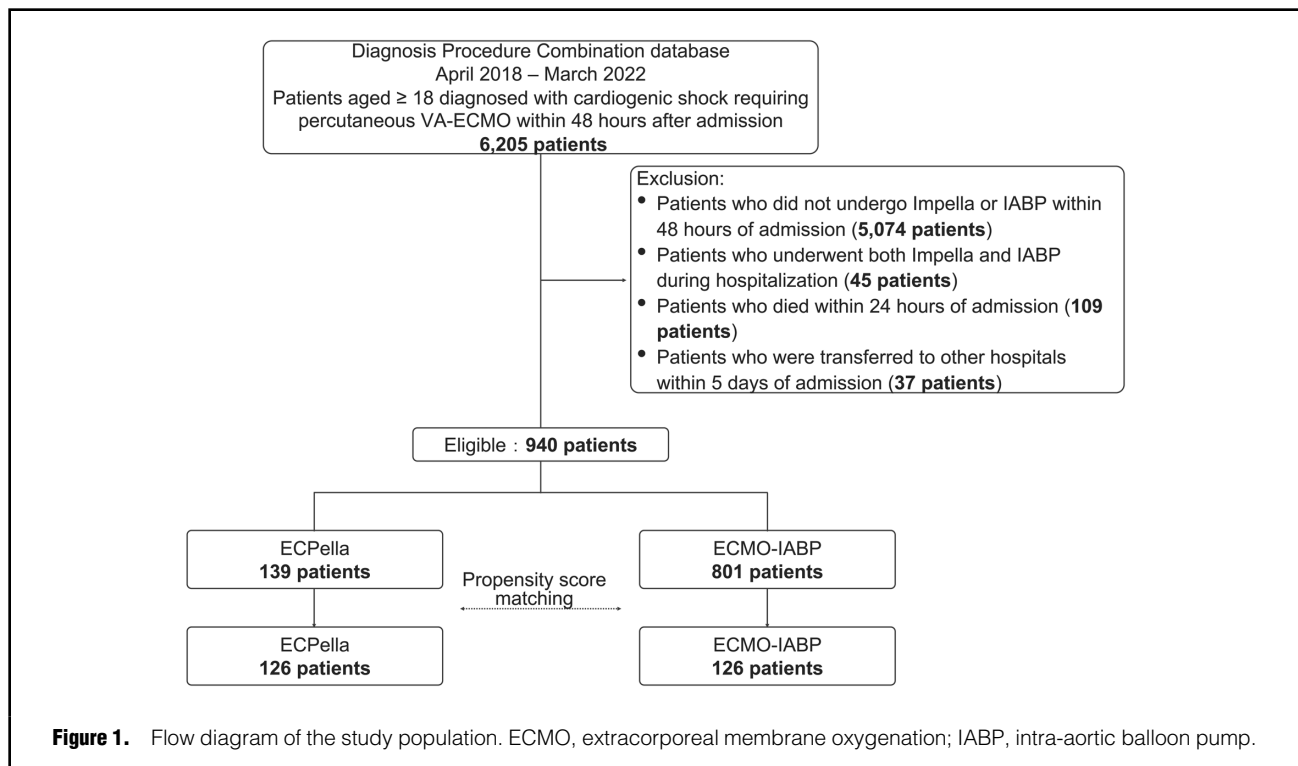 Diagnosis Procedure Combination database
April 2018 – March 2022
Patients aged ≥ 18 diagnosed with cardiogenic shock requiring
percutaneous VA-ECMO within 48 hours after admission
6,205 patients
Exclusion:
• Patients who did not undergo Impella or IABP within
48 hours of admission (5,074 patients)
• Patients who underwent both Impella and IABP
during hospitalization (45 patients)
• Patients who died within 24 hours of admission (109
patients)
• Patients who were transferred to other hospitals
within 5 days of admission (37 patients)
Eligible : 940 patients
ECPella
139 patients
ECMO-IABP
801 patients
Propensity score
matching
ECPella
126 patients
ECMO-IABP
126 patients
Figure 1. Flow diagram of the study population. ECMO, extracorporeal membrane oxygenation; IABP, intra-aortic balloon pump.